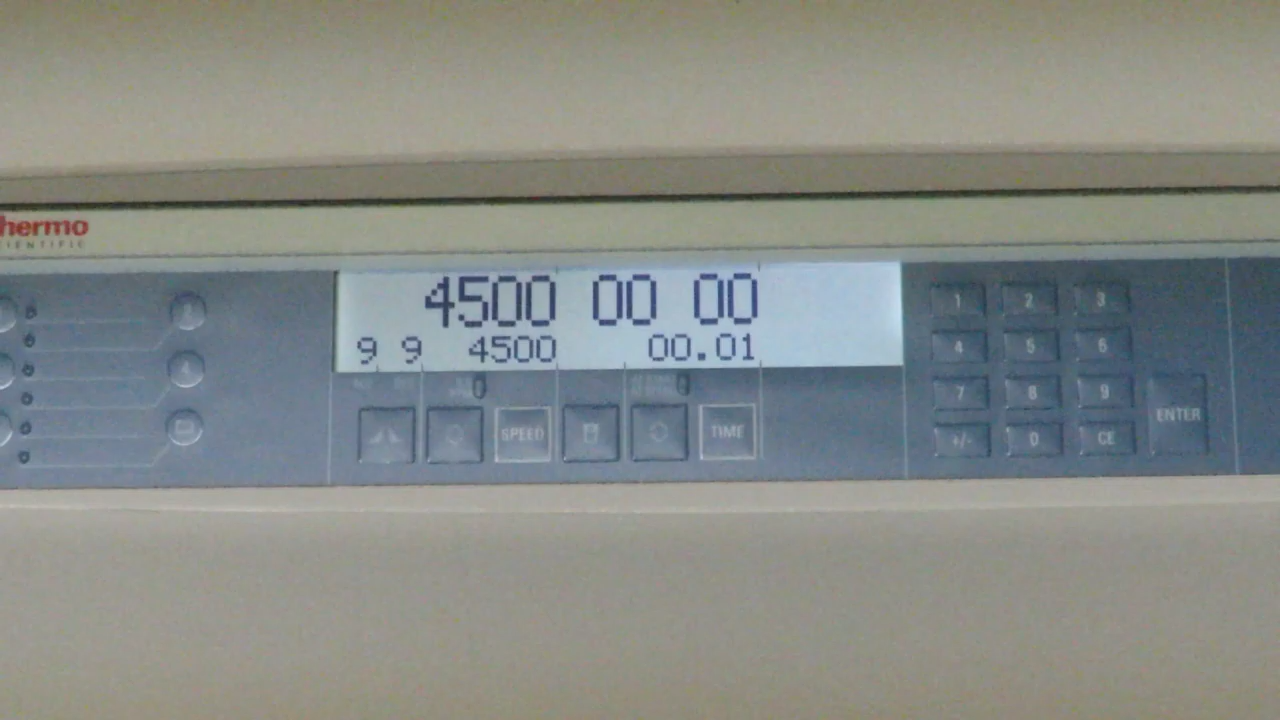 hermo
SCIENTIFIC
4500 00 00
9 9 4500 00.01
SPEED
TIME
1 2 3
4 5 6
7 8 9
+/- 0 CE
ENTER